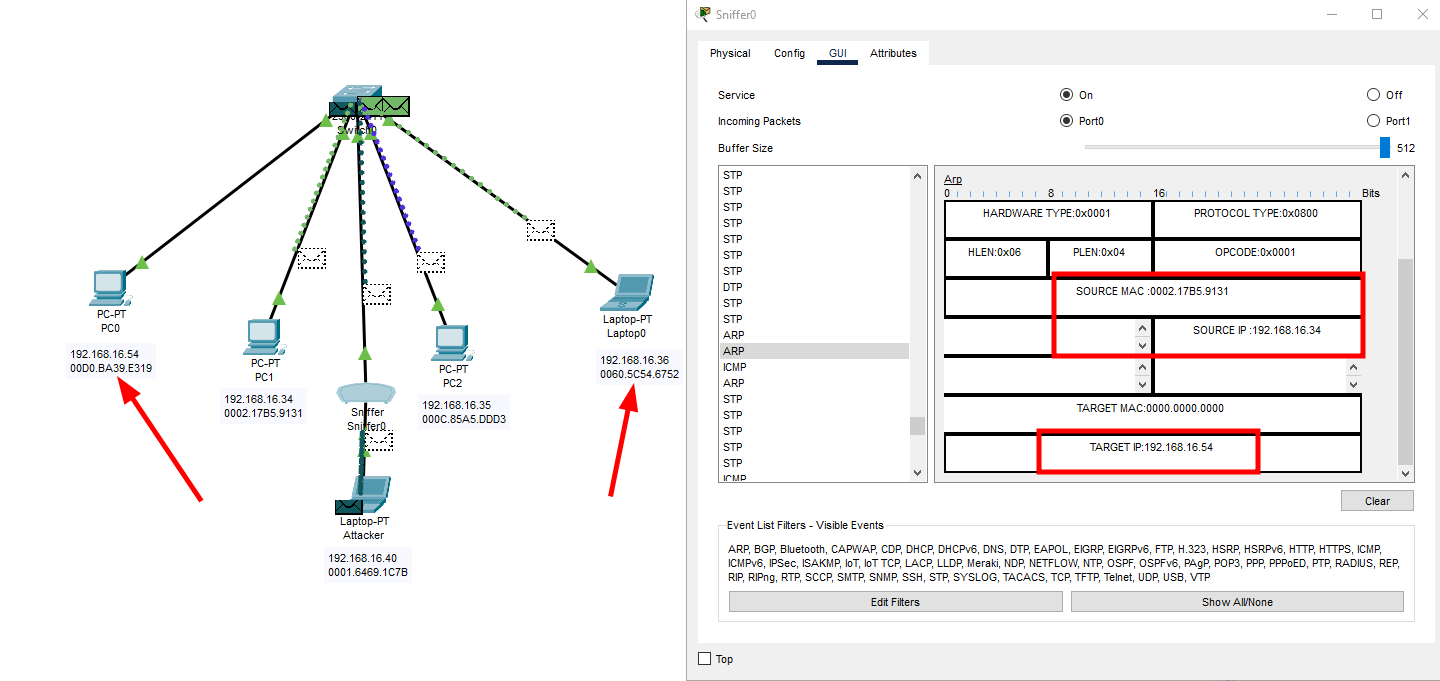 Sniffer0
Physical
Config
GUI
Attributes
Service
On
Off
Incoming Packets
Port0
Port1
Buffer Size
512
STP
STP
STP
STP
STP
STP
STP
DTP
STP
STP
ARP
ARP
ICMP
ARP
STP
STP
STP
STP
STP
ICMP
Arp
0
8
16
Bits
HARDWARE TYPE:0x0001
PROTOCOL TYPE:0x0800
HLEN:0x06
PLEN:0x04
OPCODE:0x0001
SOURCE MAC :0002.17B5.9131
SOURCE IP :192.168.16.34
TARGET MAC:0000.0000.0000
TARGET IP:192.168.16.54
Clear
Event List Filters - Visible Events
ARP, BGP, Bluetooth, CAPWAP, CDP, DHCP, DHCPv6, DNS, DTP, EAPOL, EIGRP, EIGRPv6, FTP, H.323, HSRP, HSRPv6, HTTP, HTTPS, ICMP,
ICMPv6, IPSec, ISAKMP, IoT, IoT TCP, LACP, LLDP, Meraki, NDP, NETFLOW, NTP, OSPF, OSPFv6, PAgP, POP3, PPP, PPPoED, PTP, RADIUS, REP,
RIP, RIPng, RTP, SCCP, SMTP, SNMP, SSH, STP, SYSLOG, TACACS, TCP, TFTP, Telnet, UDP, USB, VTP
Edit Filters
Show All/None
Top
Switch0
PC-PT
PC0
192.168.16.54
00D0.BA39.E319
PC-PT
PC1
192.168.16.34
0002.17B5.9131
PC-PT
PC2
192.168.16.35
000C.85A5.DDD3
Laptop-PT
Laptop0
192.168.16.36
0060.5C54.6752
Sniffer
Sniffer0
Laptop-PT
Attacker
192.168.16.40
0001.6469.1C7B